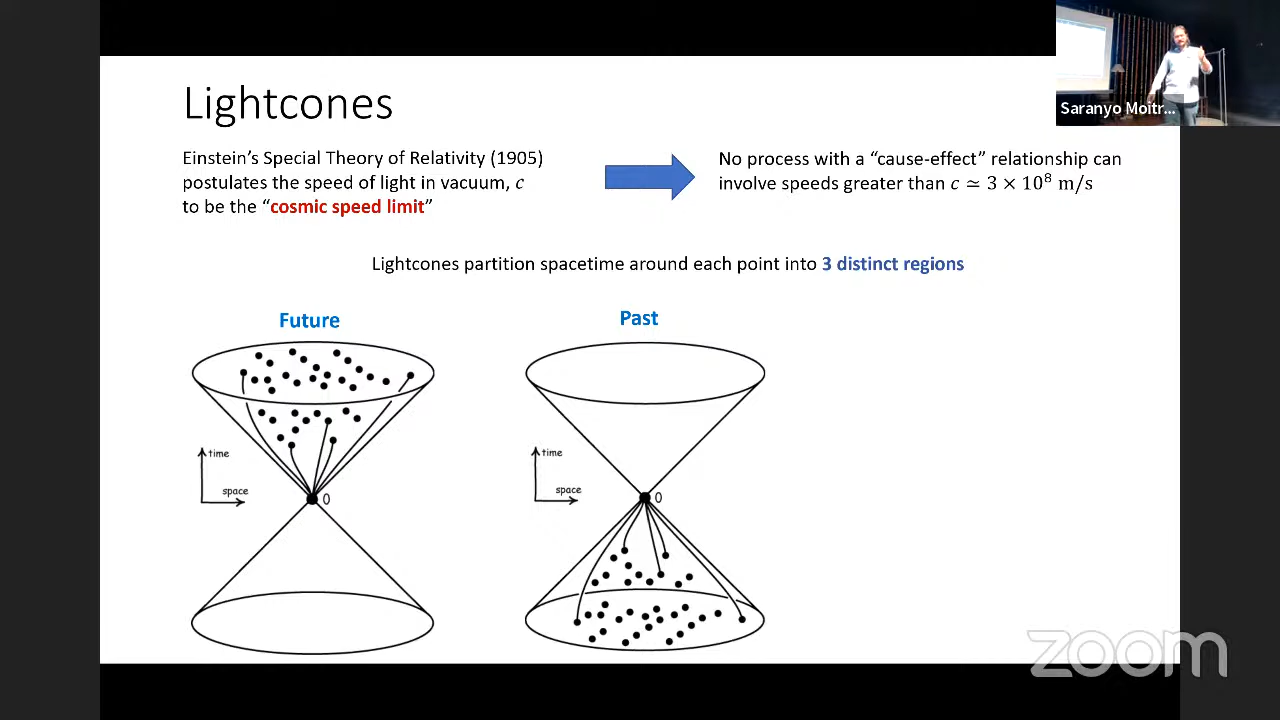 Lightcones
Einstein's Special Theory of Relativity (1905)
postulates the speed of light in vacuum, c
to be the "cosmic speed limit"
No process with a "cause-effect" relationship can
involve speeds greater than c ≃ 3 × 10⁸ m/s
Lightcones partition spacetime around each point into 3 distinct regions
Future
time
space
0
Past
time
space
0
Saranyo Moitr...
zoom